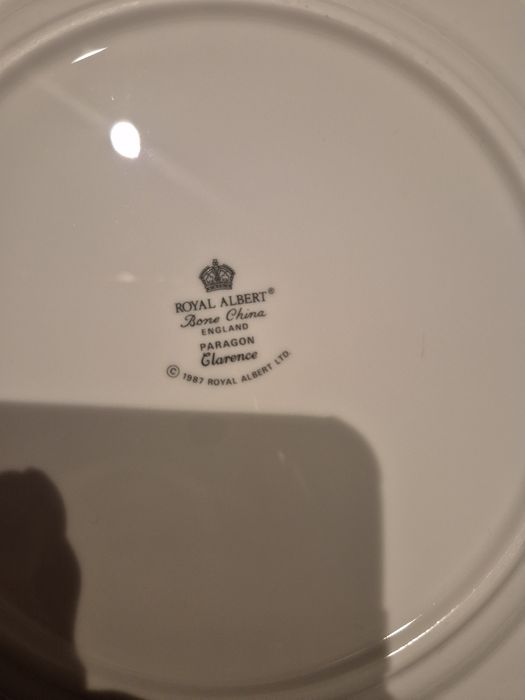 ROYAL ALBERT®
Bone China
ENGLAND
PARAGON
Clarence
© 1987 ROYAL ALBERT LTD.